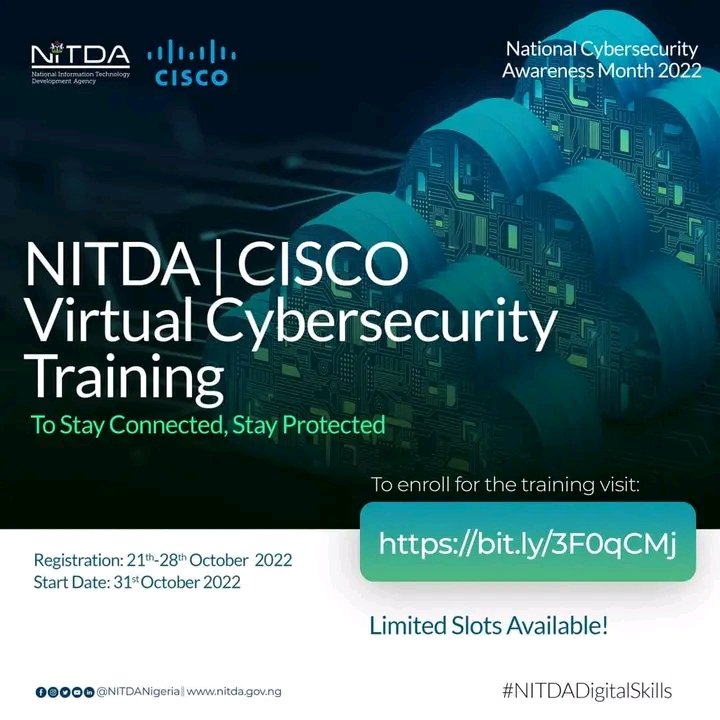 NITDA
National Information Technology
Development Agency
CISCO
National Cybersecurity
Awareness Month 2022
NITDA | CISCO
Virtual Cybersecurity
Training
To Stay Connected, Stay Protected
To enroll for the training visit:
https://bit.ly/3F0qCMj
Registration: 21th-28th October 2022
Start Date: 31st October 2022
Limited Slots Available!
@NITDANigeria || www.nitda.gov.ng
#NITDADigitalSkills